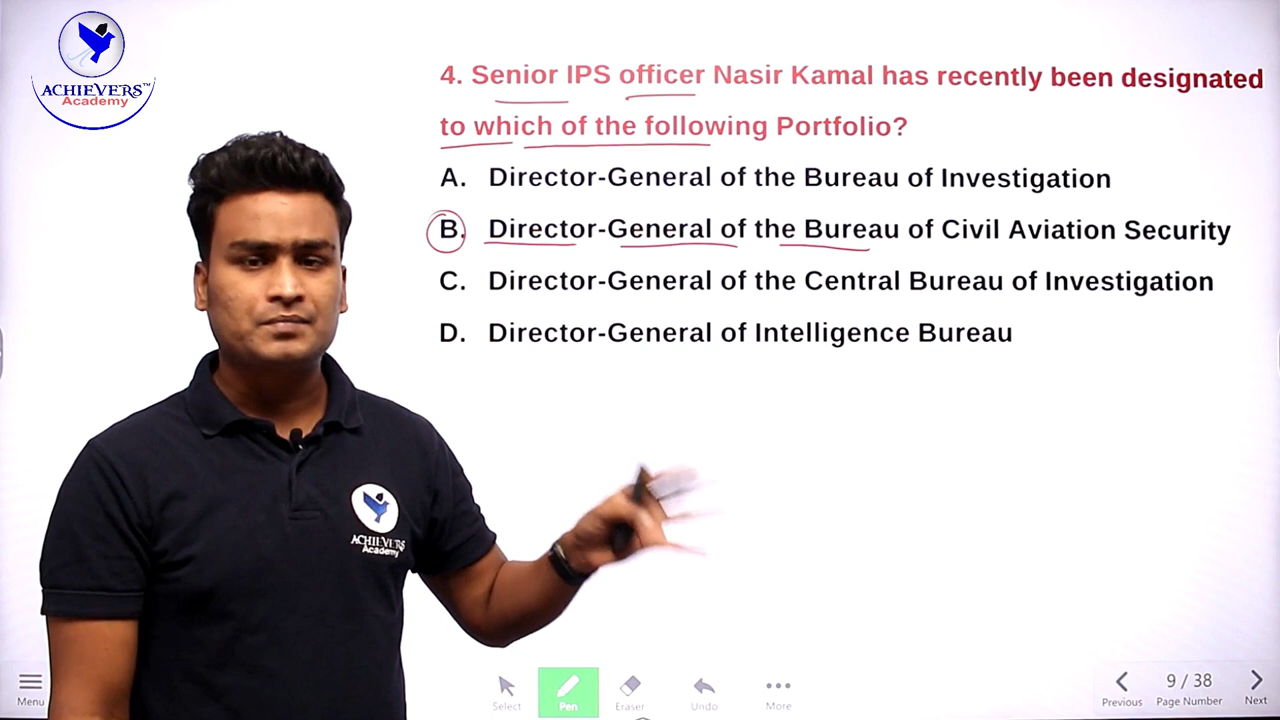 ACHIEVERS™
Academy
4. Senior IPS officer Nasir Kamal has recently been designated
to which of the following Portfolio?
A. Director-General of the Bureau of Investigation
B. Director-General of the Bureau of Civil Aviation Security
C. Director-General of the Central Bureau of Investigation
D. Director-General of Intelligence Bureau
ACHIEVERS
Academy
Menu
Select
Pen
Eraser
Undo
More
9 / 38
Previous
Page Number
Next